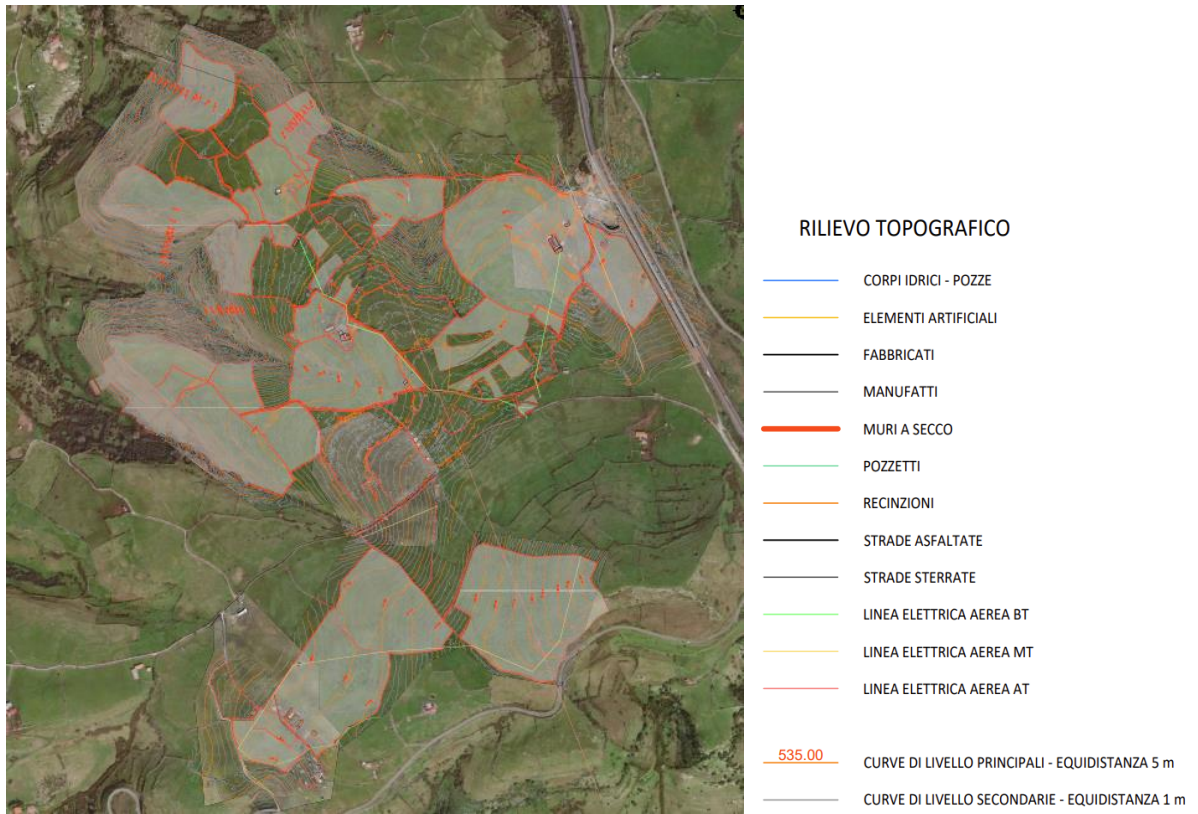 RILIEVO TOPOGRAFICO
CORPI IDRICI - POZZE
ELEMENTI ARTIFICIALI
FABBRICATI
MANUFATTI
MURI A SECCO
POZZETTI
RECINZIONI
STRADE ASFALTATE
STRADE STERRATE
LINEA ELETTRICA AEREA BT
LINEA ELETTRICA AEREA MT
LINEA ELETTRICA AEREA AT
535.00
CURVE DI LIVELLO PRINCIPALI - EQUIDISTANZA 5 m
CURVE DI LIVELLO SECONDARIE - EQUIDISTANZA 1 m